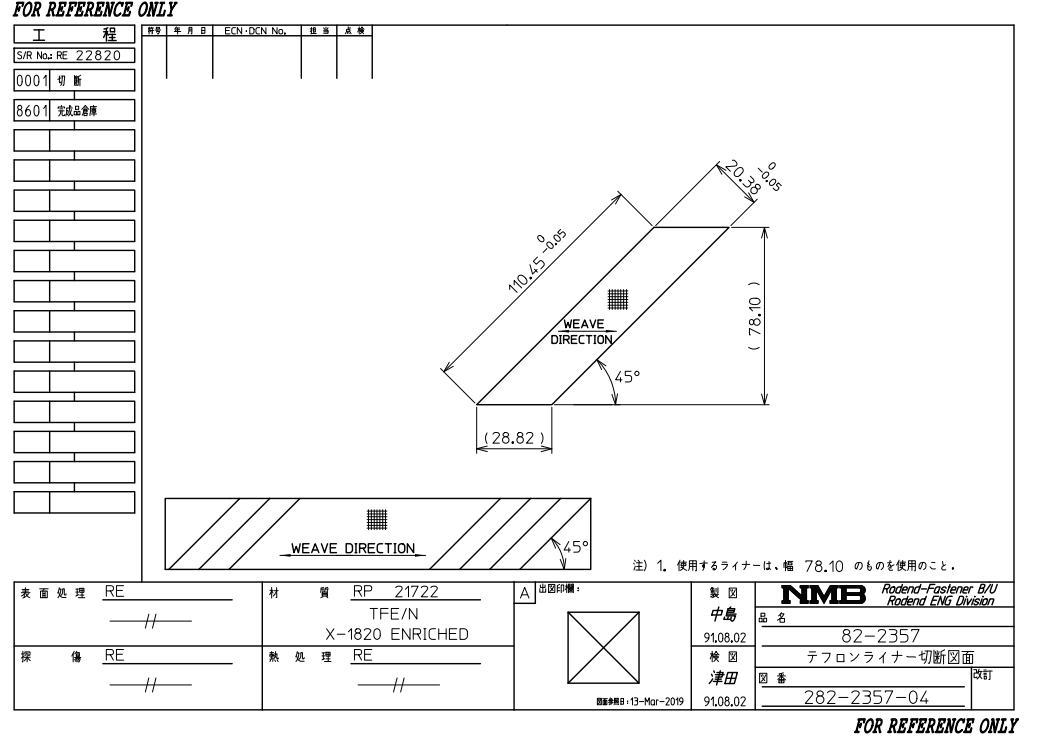 FOR REFERENCE ONLY
工 程
S/R No.: RE 22820
0001 切 断
8601 完成品倉庫
符号 年 月 日 ECN・DCN No. 担 当 点 検
20.38 0 -0.05
110.45 0 -0.05
WEAVE
DIRECTION
( 78.10 )
45°
( 28.82 )
WEAVE DIRECTION
45°
注) 1. 使用するライナーは、幅 78.10 のものを使用のこと.
表 面 処 理 RE
材 質 RP 21722
TFE/N
X-1820 ENRICHED
探 傷 RE
熱 処 理 RE
A 出図印欄:
図面参照日:13-Mar-2019
製 図
中島
91.08.02
検 図
津田
91.08.02
NMB Rodend-Fastener B/U
Rodend ENG Division
品 名
82-2357
テフロンライナー切断図面
図 番
282-2357-04
改訂
FOR REFERENCE ONLY